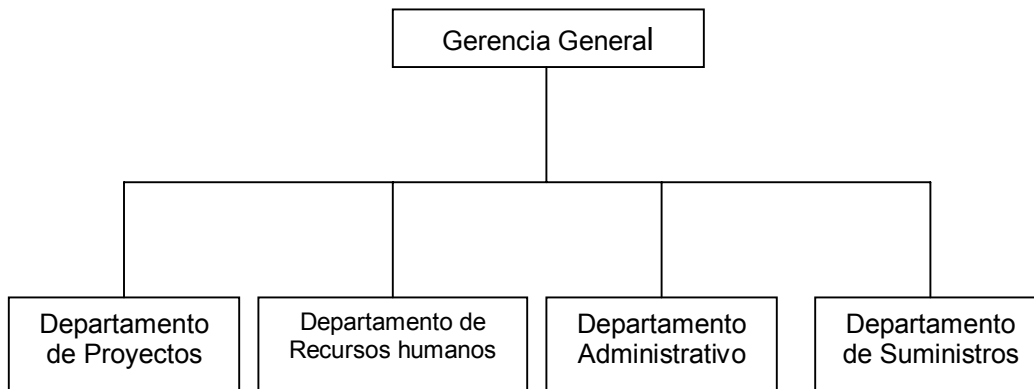 Gerencia General
Departamento
de Proyectos
Departamento de
Recursos humanos
Departamento
Administrativo
Departamento
de Suministros